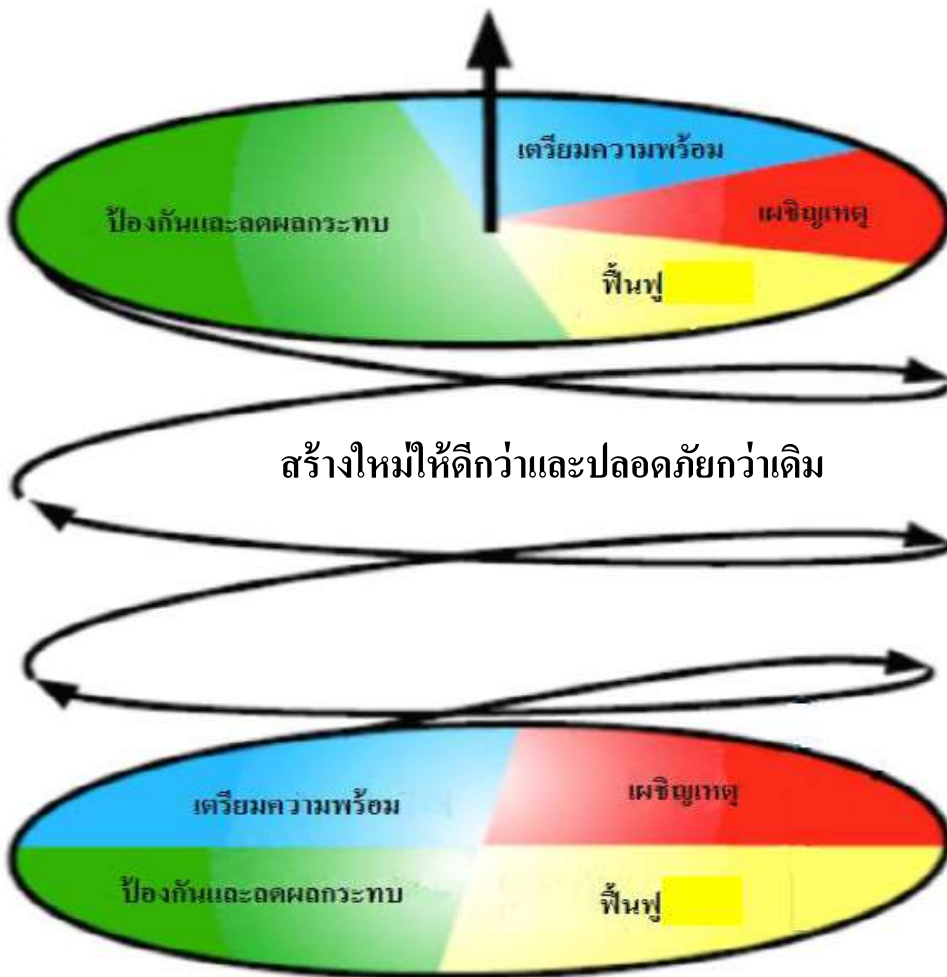 เตรียมความพร้อม
ป้องกันและลดผลกระทบ
เผชิญเหตุ
ฟื้นฟู
สร้างใหม่ให้ดีกว่าและปลอดภัยกว่าเดิม
เตรียมความพร้อม
เผชิญเหตุ
ป้องกันและลดผลกระทบ
ฟื้นฟู